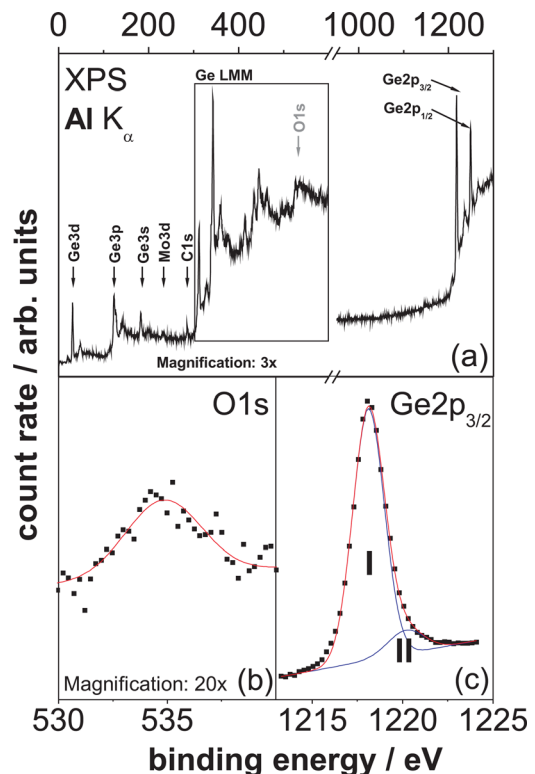 0 200 400 1000 1200
XPS
Al Kα
Ge LMM
O1s
Ge2p3/2
Ge2p1/2
Ge3d
Ge3p
Ge3s
Mo3d
C1s
Magnification: 3x
(a)
count rate / arb. units
O1s
Magnification: 20x
(b)
Ge2p3/2
I
II
(c)
530 535 1215 1220 1225
binding energy / eV